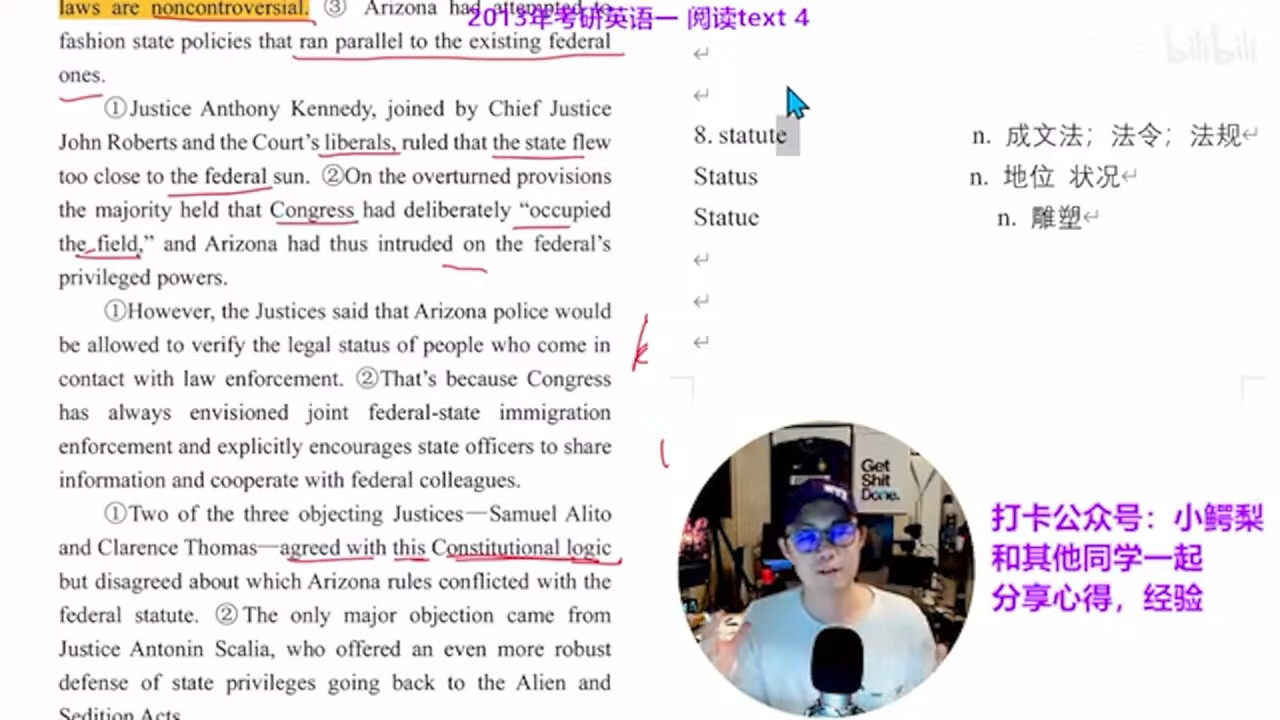 laws are noncontroversial. ③ Arizona had attempted to
2013年考研英语一 阅读text 4
fashion state policies that ran parallel to the existing federal
ones.
①Justice Anthony Kennedy, joined by Chief Justice
John Roberts and the Court's liberals, ruled that the state flew
too close to the federal sun. ②On the overturned provisions
the majority held that Congress had deliberately “occupied
the field,” and Arizona had thus intruded on the federal's
privileged powers.
①However, the Justices said that Arizona police would
be allowed to verify the legal status of people who come in
contact with law enforcement. ②That's because Congress
has always envisioned joint federal-state immigration
enforcement and explicitly encourages state officers to share
information and cooperate with federal colleagues.
①Two of the three objecting Justices—Samuel Alito
and Clarence Thomas—agreed with this Constitutional logic
but disagreed about which Arizona rules conflicted with the
federal statute. ②The only major objection came from
Justice Antonin Scalia, who offered an even more robust
defense of state privileges going back to the Alien and
Sedition Acts.
bilibili
8. statute n. 成文法；法令；法规
Status n. 地位 状况
Statue n. 雕塑
Get
Shit
Done.
打卡公众号：小鳄梨
和其他同学一起
分享心得，经验